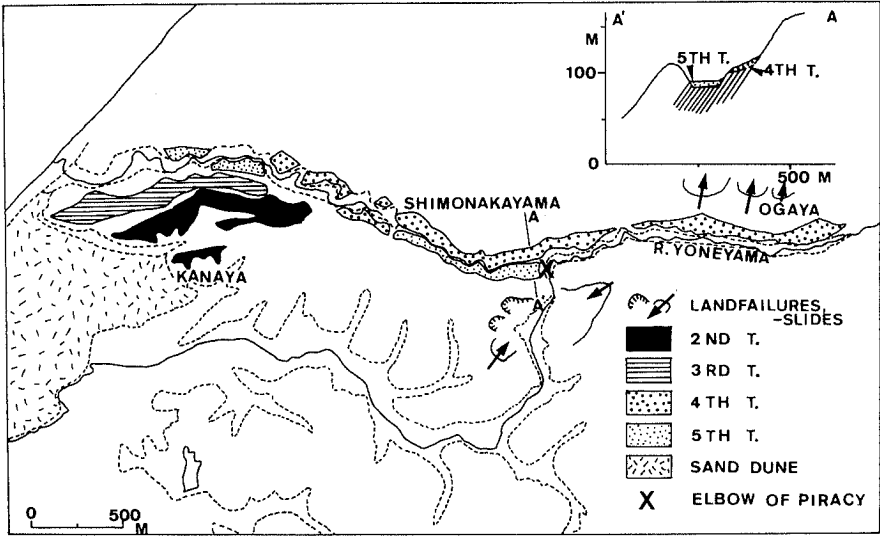 A' A
M
5TH T.
100
4TH T.
0
500 M
OGAYA
SHIMONAKAYAMA
A
R. YONEYAMA
X
KANAYA
A'
LANDFAILURES,
-SLIDES
2ND T.
3RD T.
4TH T.
5TH T.
SAND DUNE
X ELBOW OF PIRACY
0 500
M